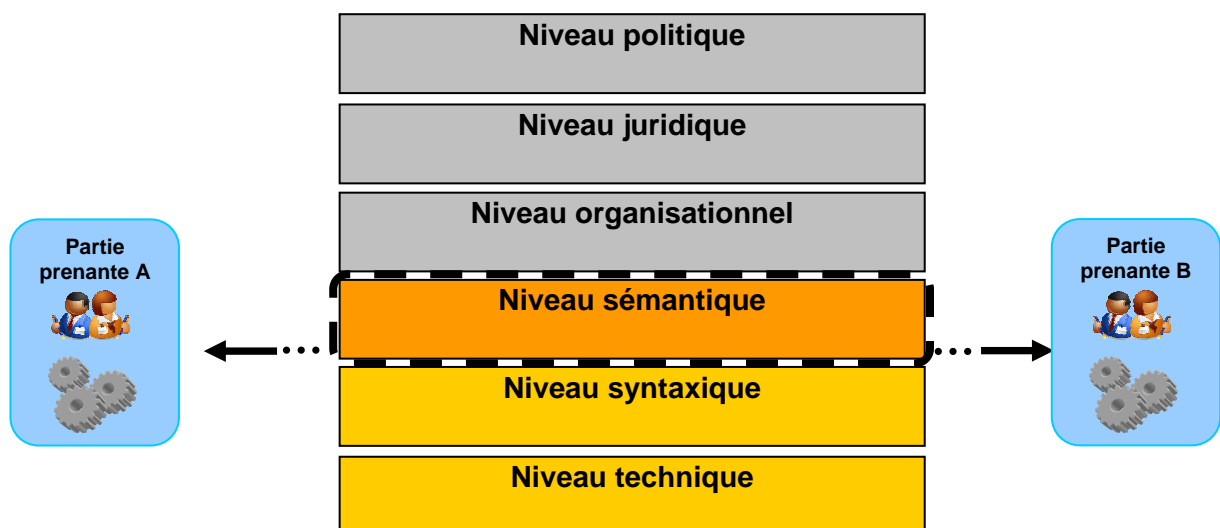 Niveau politique
Niveau juridique
Niveau organisationnel
Partie
prenante A
Niveau sémantique
Partie
prenante B
Niveau syntaxique
Niveau technique